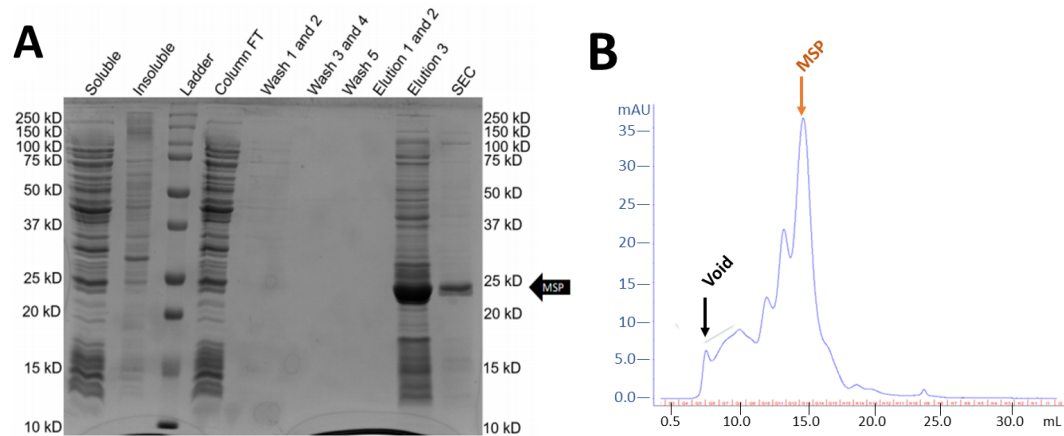 A
Soluble
Insoluble
Ladder
Column FT
Wash 1 and 2
Wash 3 and 4
Wash 5
Elution 1 and 2
Elution 3
SEC
250 kD
150 kD
100 kD
75 kD
50 kD
37 kD
25 kD
20 kD
15 kD
10 kD
250 kD
150 kD
100 kD
75 kD
50 kD
37 kD
25 kD
20 kD
15 kD
10 kD
MSP
B
mAU
35
30
25
20
15
10
5.0
0.0
Void
MSP
0.5
10.0
15.0
20.0
25.0
30.0
mL